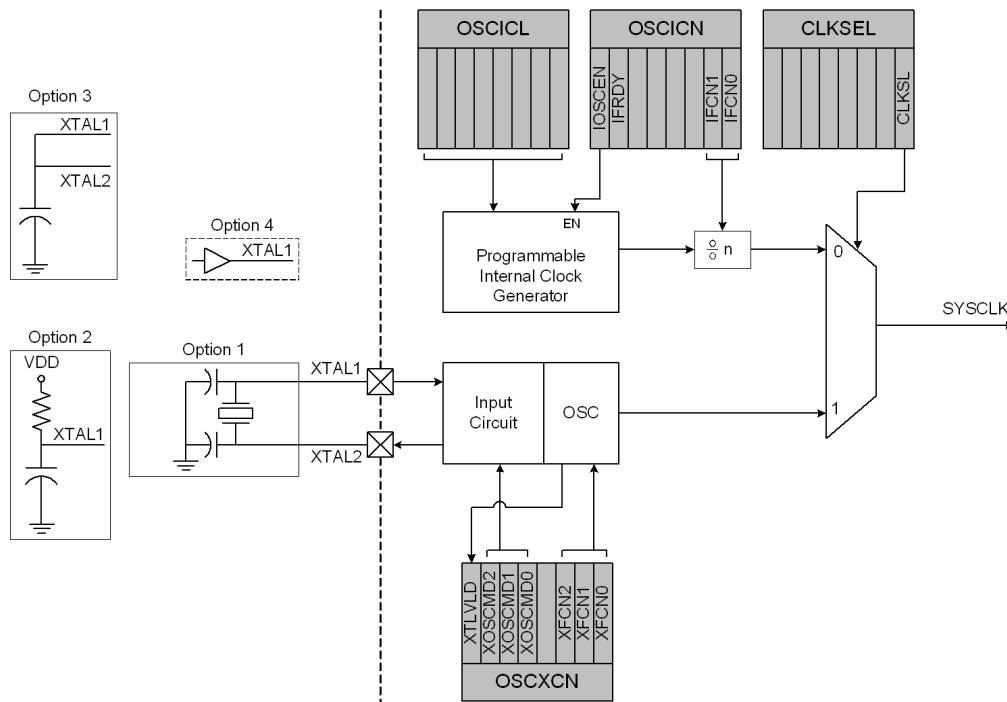 OSCICL
OSCICN
CLKSEL
IOSCEN
IFRDY
IFCN1
IFCN0
CLKSL
Option 3
XTAL1
XTAL2
Option 4
XTAL1
EN
Programmable
Internal Clock
Generator
n
0
SYSCLK
Option 2
VDD
XTAL1
Option 1
XTAL1
XTAL2
Input
Circuit
OSC
1
XTLVLD
XOSCMD2
XOSCMD1
XOSCMD0
XFCN2
XFCN1
XFCN0
OSCXCN